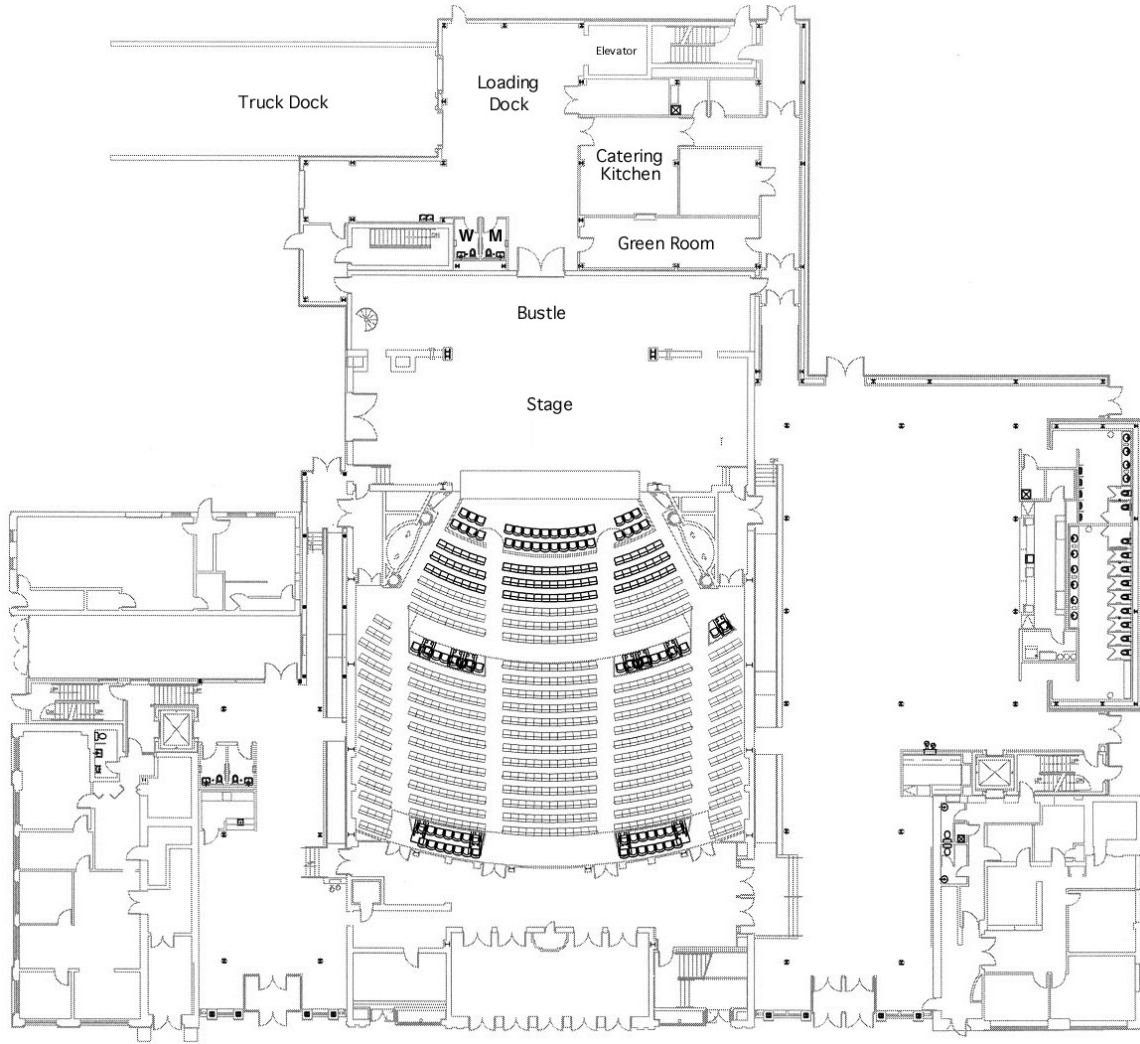 Elevator
Loading
Dock
Truck Dock
Catering
Kitchen
W M
Green Room
Bustle
Stage